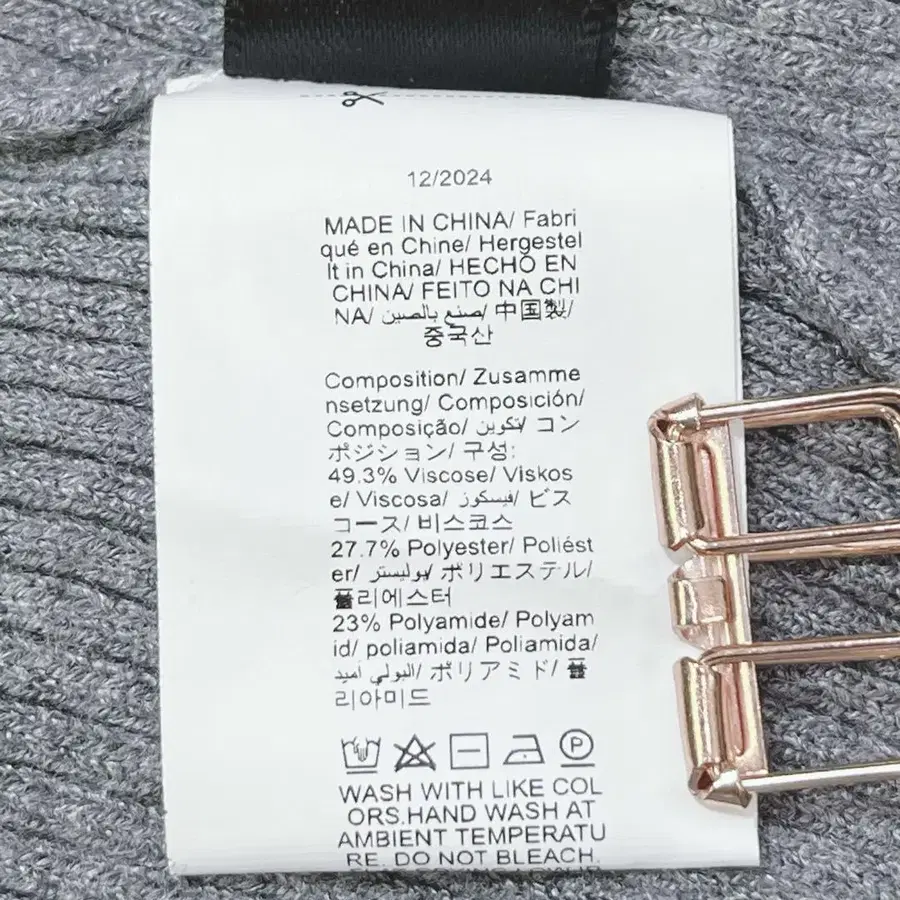 12/2024
MADE IN CHINA/ Fabri
qué en Chine/ Hergestel
lt in China/ HECHO EN
CHINA/ FEITO NA CHI
NA/ صنع بالصين/ 中国製/
중국산
Composition/ Zusamme
nsetzung/ Composición/
Composição/ تكوين/ コン
ポジション/ 구성:
49.3% Viscose/ Viskos
e/ Viscosa/ فيسكوز/ ビス
コース/ 비스코스
27.7% Polyester/ Poliést
er/ بوليستر/ ポリエステル/
폴리에스터
23% Polyamide/ Polyam
id/ poliamida/ Poliamida/
البولي أميد/ ポリアミド/ 폴
리아미드
P
WASH WITH LIKE COL
ORS.HAND WASH AT
AMBIENT TEMPERATU
RE. DO NOT BLEACH.